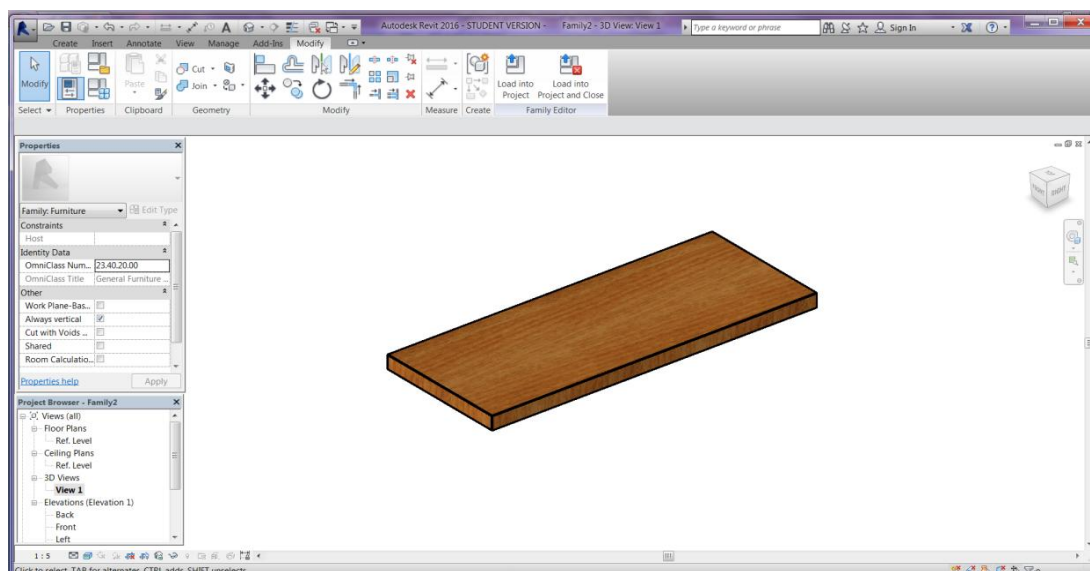 Autodesk Revit 2016 - STUDENT VERSION - Family2 - 3D View: View 1
Type a keyword or phrase
Sign In
Create Insert Annotate View Manage Add-Ins Modify
Modify
Paste
Cut
Join
Load into Project
Load into Project and Close
Select Properties Clipboard Geometry Modify Measure Create Family Editor
Properties
Family: Furniture
Edit Type
Constraints
Host
Identity Data
OmniClass Num... 23.40.20.00
OmniClass Title General Furniture ...
Other
Work Plane-Bas...
Always vertical
Cut with Voids ...
Shared
Room Calculatio...
Properties help
Apply
Project Browser - Family2
Views (all)
Floor Plans
Ref. Level
Ceiling Plans
Ref. Level
3D Views
View 1
Elevations (Elevation 1)
Back
Front
Left
1 : 5
Click to select, TAB for alternates, CTRL adds, SHIFT unselects.
TOP
FRONT
RIGHT